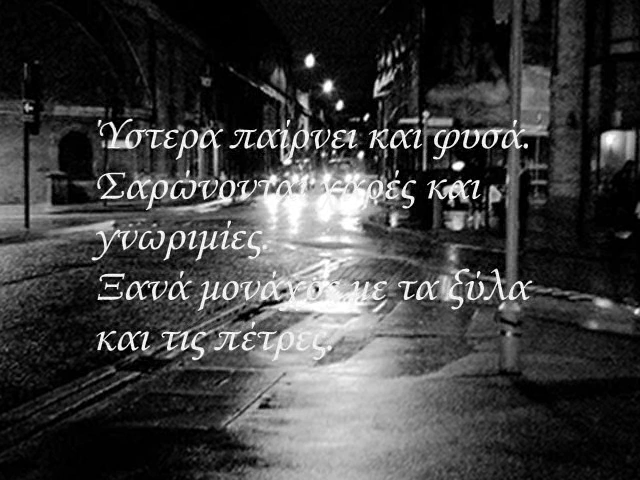 Ύστερα παίρνει και φυσά.
Σαρώνονται χαρές και
γνωριμίες.
Ξανά μονάχος με τα ξύλα
και τις πέτρες.